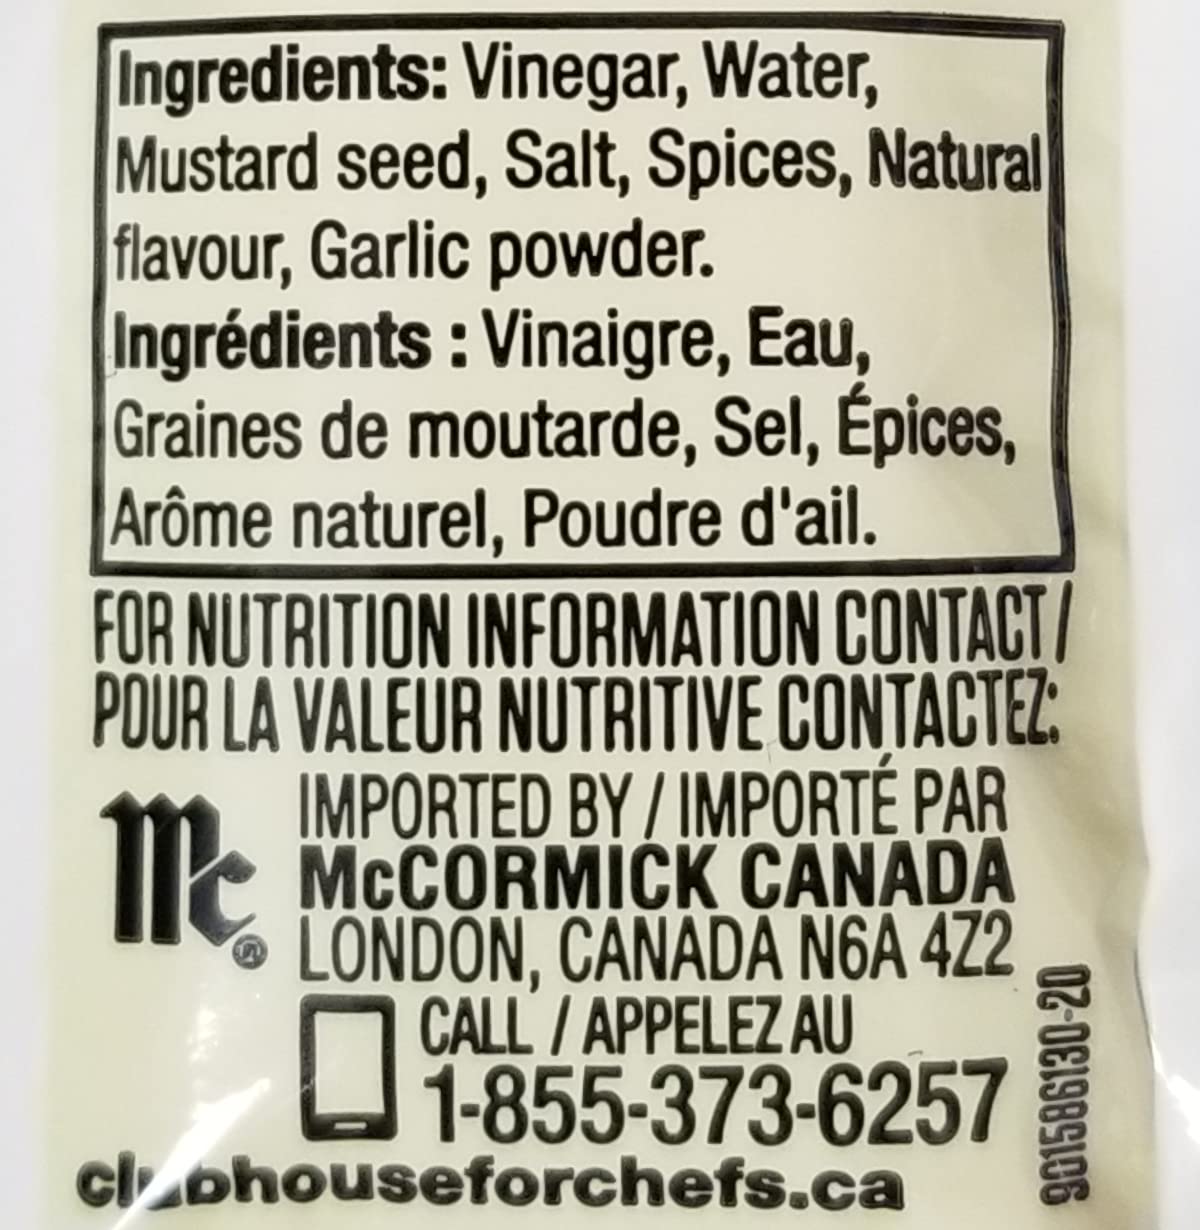 Ingredients: Vinegar, Water,
Mustard seed, Salt, Spices, Natural
flavour, Garlic powder.
Ingrédients : Vinaigre, Eau,
Graines de moutarde, Sel, Épices,
Arôme naturel, Poudre d'ail.
FOR NUTRITION INFORMATION CONTACT /
POUR LA VALEUR NUTRITIVE CONTACTEZ:
IMPORTED BY / IMPORTÉ PAR
Mc McCORMICK CANADA
LONDON, CANADA N6A 4Z2
CALL / APPELEZ AU
1-855-373-6257
clubhouseforchefs.ca
901586130-20